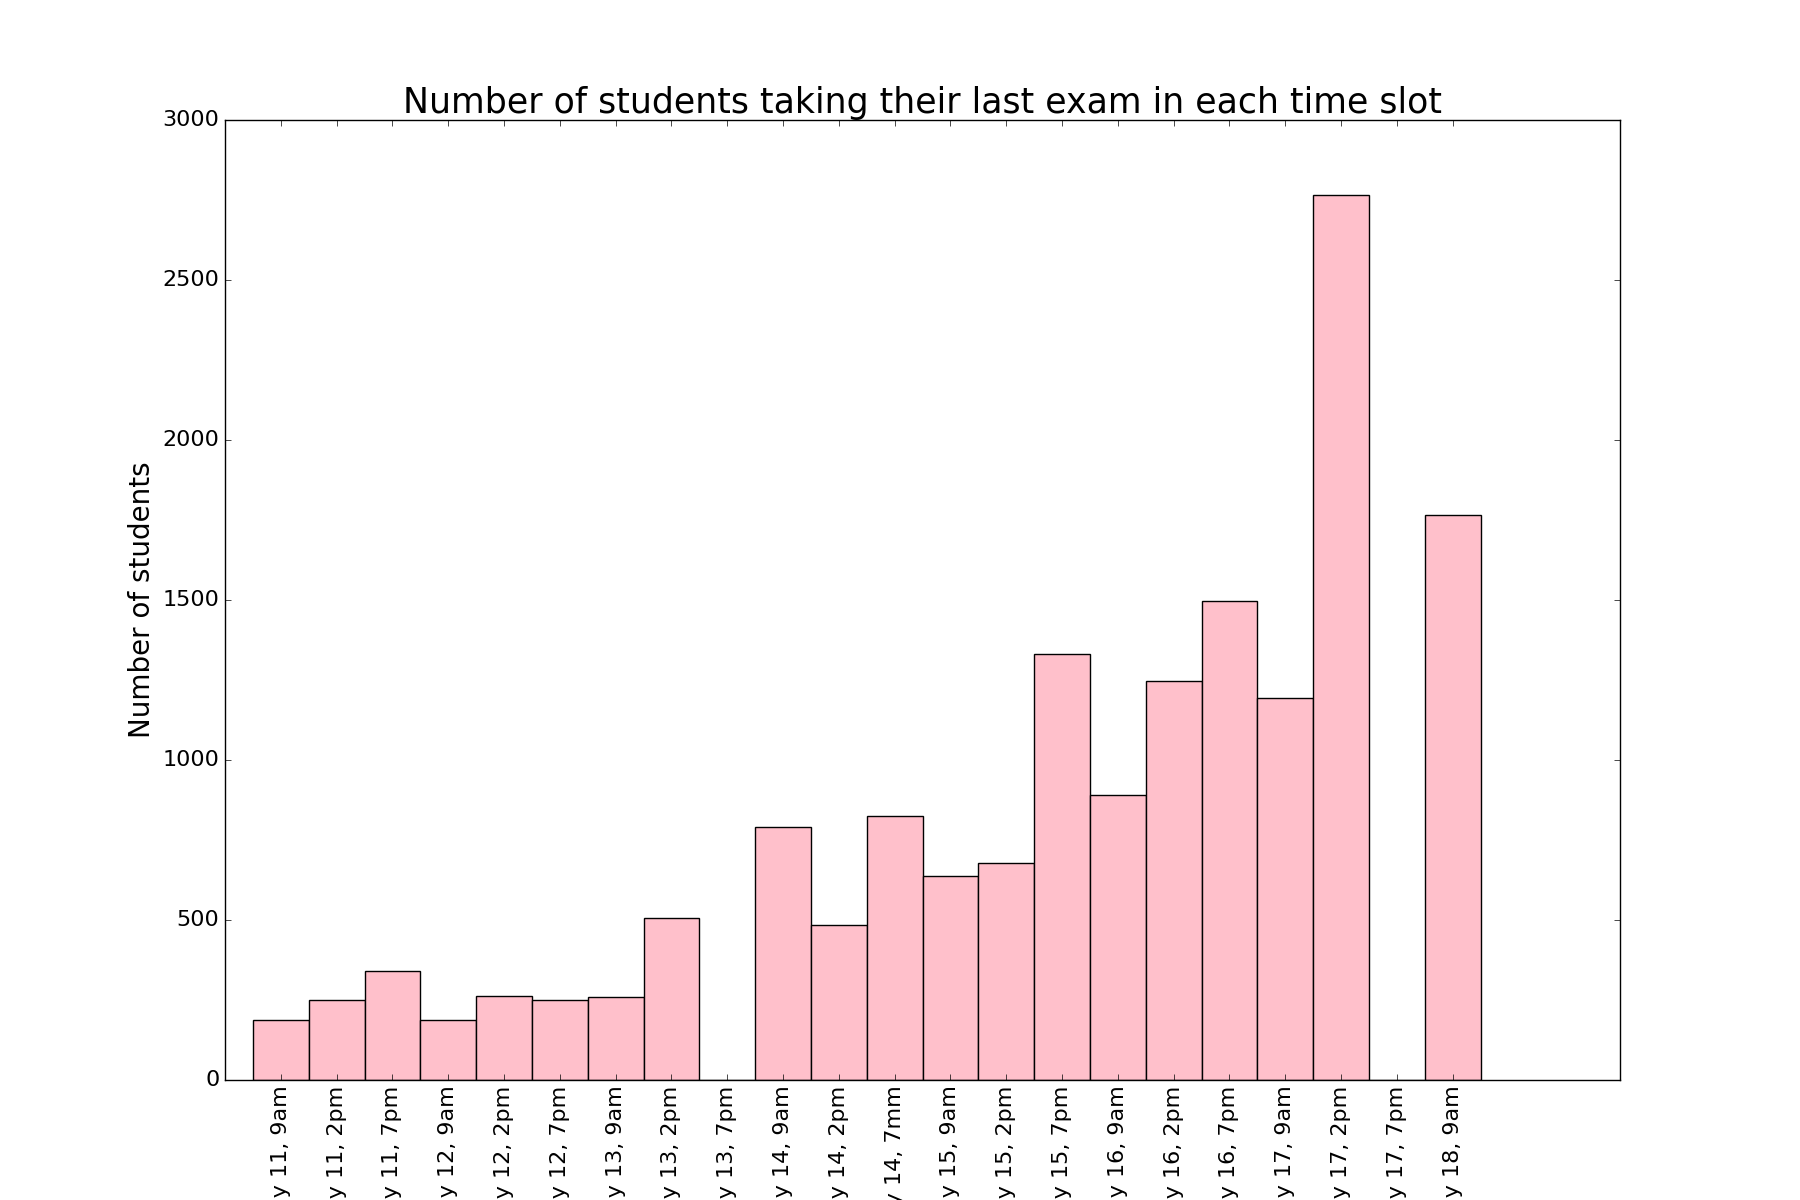 Number of students taking their last exam in each time slot
Number of students
3000
2500
2000
1500
1000
500
0
y 11, 9am
y 11, 2pm
y 11, 7pm
y 12, 9am
y 12, 2pm
y 12, 7pm
y 13, 9am
y 13, 2pm
y 13, 7pm
y 14, 9am
y 14, 2pm
y 14, 7mm
y 15, 9am
y 15, 2pm
y 15, 7pm
y 16, 9am
y 16, 2pm
y 16, 7pm
y 17, 9am
y 17, 2pm
y 17, 7pm
y 18, 9am